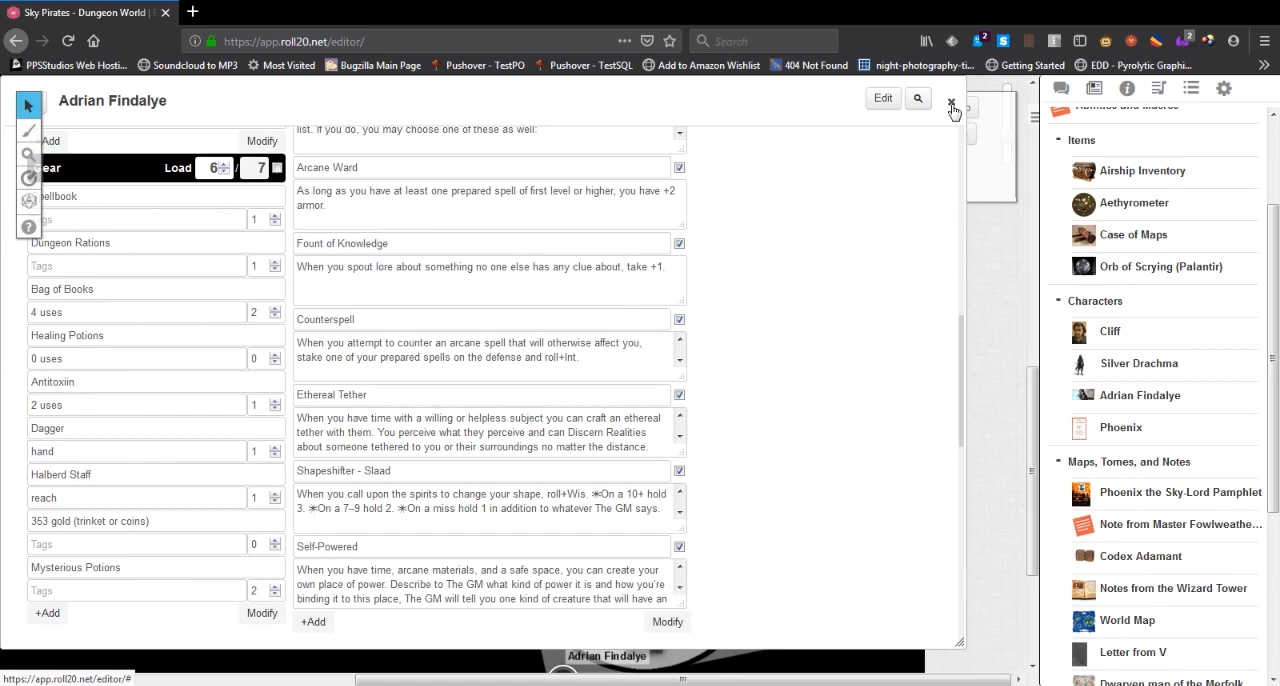 Sky Pirates - Dungeon World |
https://app.roll20.net/editor/
Search
2
2
PPSStudios Web Hosti...
Soundcloud to MP3
Most Visited
Bugzilla Main Page
Pushover - TestPO
Pushover - TestSQL
Add to Amazon Wishlist
404 Not Found
night-photography-ti...
Getting Started
EDD - Pyrolytic Graphi...
Adrian Findalye
Edit
Add
Modify
ear
Load
6
/
7
pellbook
gs
1
Dungeon Rations
Tags
1
Bag of Books
4 uses
2
Healing Potions
0 uses
0
Antitoxiin
2 uses
1
Dagger
hand
1
Halberd Staff
reach
1
353 gold (trinket or coins)
Tags
0
Mysterious Potions
Tags
2
+Add
Modify
list. If you do, you may choose one of these as well:
Arcane Ward
As long as you have at least one prepared spell of first level or higher, you have +2
armor.
Fount of Knowledge
When you spout lore about something no one else has any clue about, take +1.
Counterspell
When you attempt to counter an arcane spell that will otherwise affect you,
stake one of your prepared spells on the defense and roll+Int.
Ethereal Tether
When you have time with a willing or helpless subject you can craft an ethereal
tether with them. You perceive what they perceive and can Discern Realities
about someone tethered to you or their surroundings no matter the distance.
Shapeshifter - Slaad
When you call upon the spirits to change your shape, roll+Wis. ✴On a 10+ hold
3. ✴On a 7–9 hold 2. ✴On a miss hold 1 in addition to whatever The GM says.
Self-Powered
When you have time, arcane materials, and a safe space, you can create your
own place of power. Describe to The GM what kind of power it is and how you're
binding it to this place. The GM will tell you one kind of creature that will have an
+Add
Modify
Adrian Findalye
https://app.roll20.net/editor/#
Abilities and Macros
Items
Airship Inventory
Aethyrometer
Case of Maps
Orb of Scrying (Palantir)
Characters
Cliff
Silver Drachma
Adrian Findalye
Phoenix
Maps, Tomes, and Notes
Phoenix the Sky-Lord Pamphlet
Note from Master Fowlweathe...
Codex Adamant
Notes from the Wizard Tower
World Map
Letter from V
Dwarven map of the Merfolk